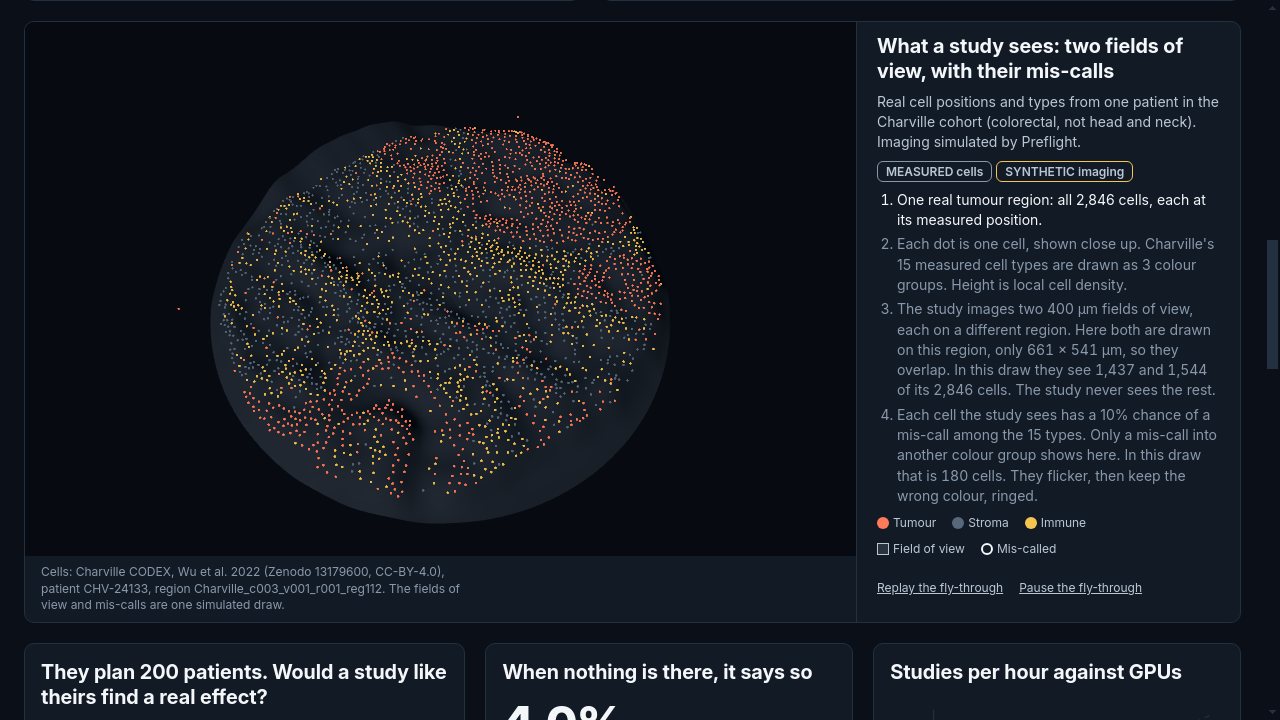 What a study sees: two fields of
view, with their mis-calls
Real cell positions and types from one patient in the
Charville cohort (colorectal, not head and neck).
Imaging simulated by Preflight.
MEASURED cells SYNTHETIC imaging
1. One real tumour region: all 2,846 cells, each at
its measured position.
2. Each dot is one cell, shown close up. Charville's
15 measured cell types are drawn as 3 colour
groups. Height is local cell density.
3. The study images two 400 µm fields of view,
each on a different region. Here both are drawn
on this region, only 661 × 541 µm, so they
overlap. In this draw they see 1,437 and 1,544
of its 2,846 cells. The study never sees the rest.
4. Each cell the study sees has a 10% chance of a
mis-call among the 15 types. Only a mis-call into
another colour group shows here. In this draw
that is 180 cells. They flicker, then keep the
wrong colour, ringed.
Tumour Stroma Immune
Field of view Mis-called
Replay the fly-through Pause the fly-through
Cells: Charville CODEX, Wu et al. 2022 (Zenodo 13179600, CC-BY-4.0),
patient CHV-24133, region Charville_c003_v001_r001_reg112. The fields of
view and mis-calls are one simulated draw.
They plan 200 patients. Would a study like
theirs find a real effect?
When nothing is there, it says so
4.0%
Studies per hour against GPUs